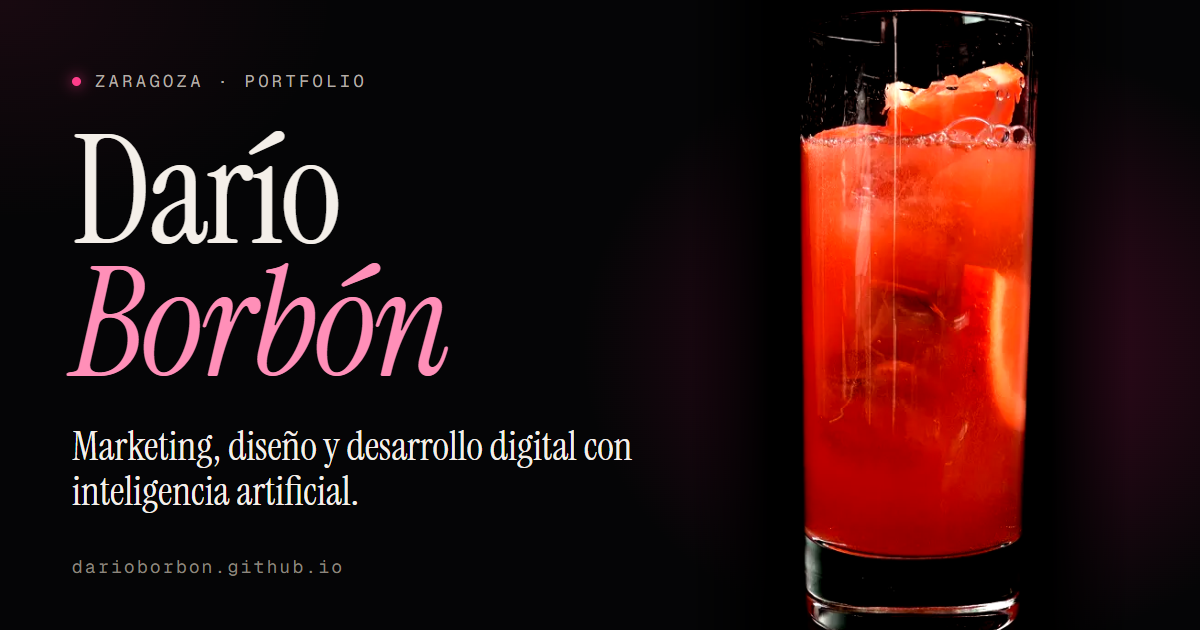 ZARAGOZA · PORTFOLIO
Darío
Borbón
Marketing, diseño y desarrollo digital con
inteligencia artificial.
darioborbon.github.io